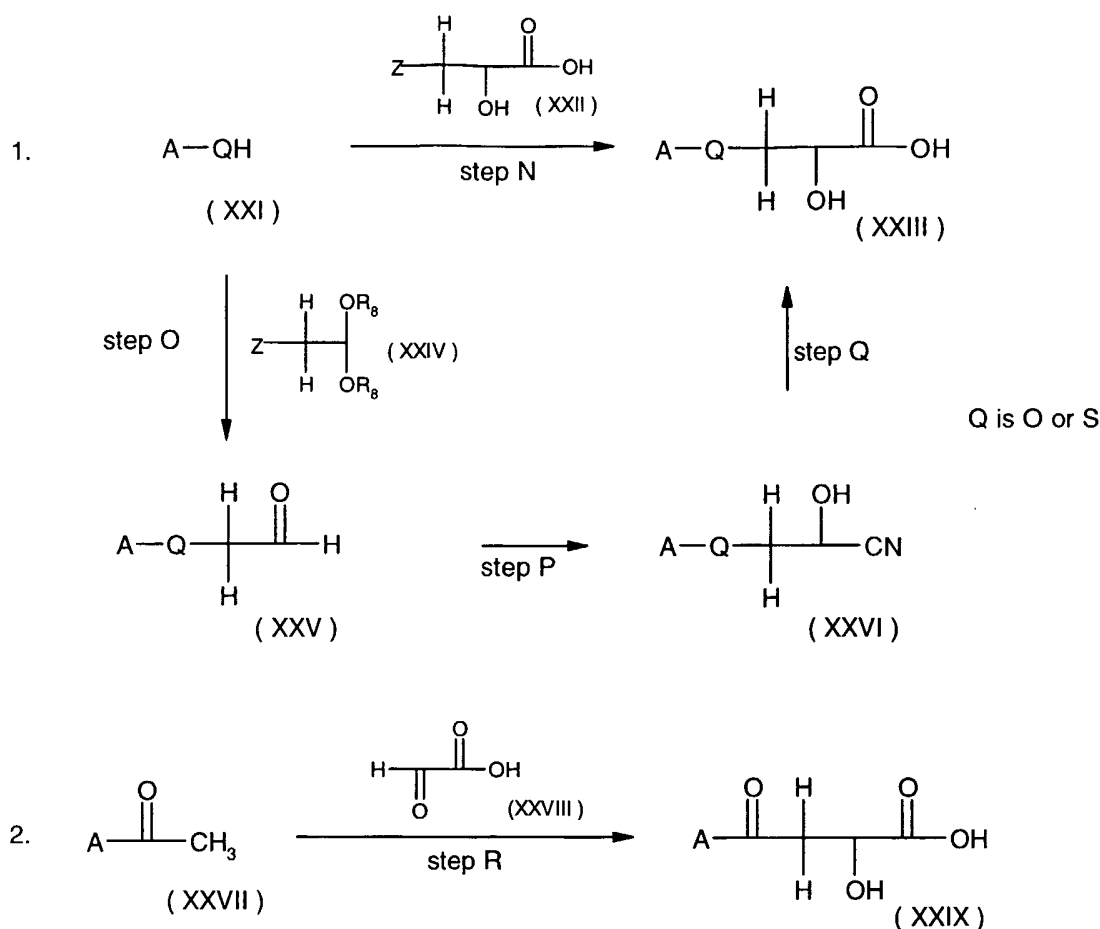 H O
Z OH
H OH ( XXII )
1. A—QH
step N
H O
A—Q OH
H OH
( XXI )
( XXIII )
step O
H OR₈
Z ( XXIV )
H OR₈
step Q
Q is O or S
H O
A—Q H
H
( XXV )
step P
H OH
A—Q CN
H
( XXVI )
2. O
A CH₃
( XXVII )
O
H OH
O (XXVIII )
step R
O H O
A OH
H OH
( XXIX )